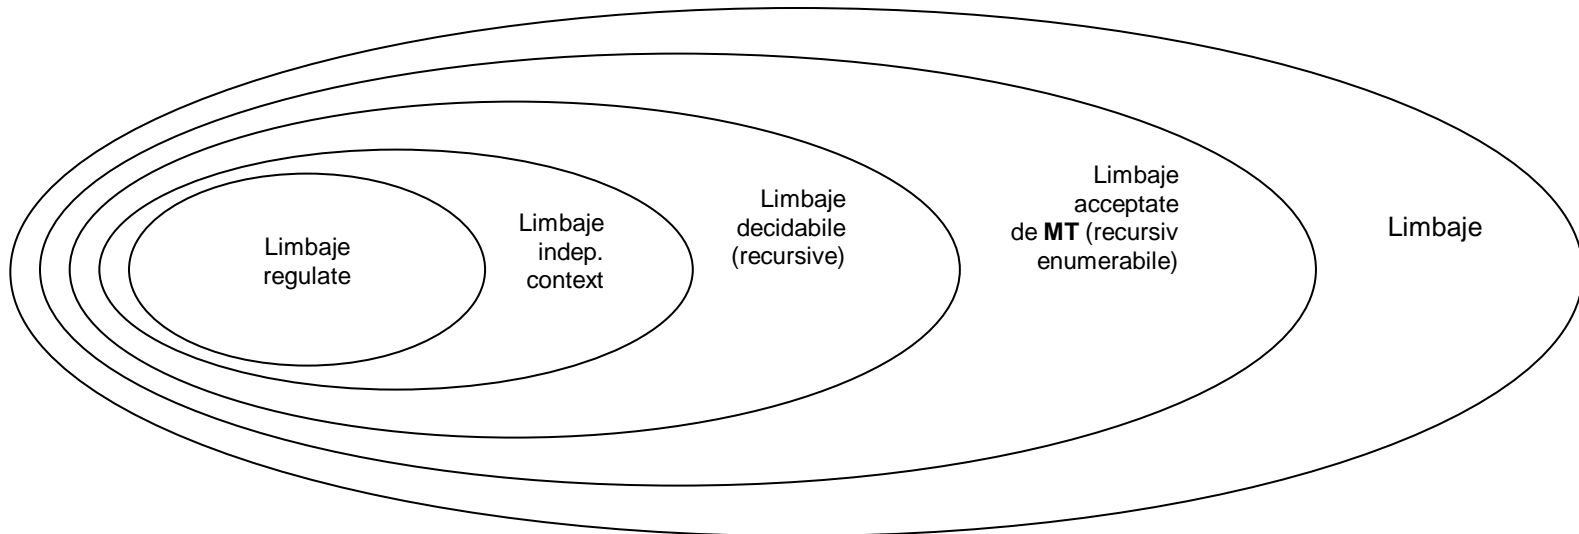 Limbaje
regulate
Limbaje
indep.
context
Limbaje
decidabile
(recursive)
Limbaje
acceptate
de MT (recursiv
enumerabile)
Limbaje